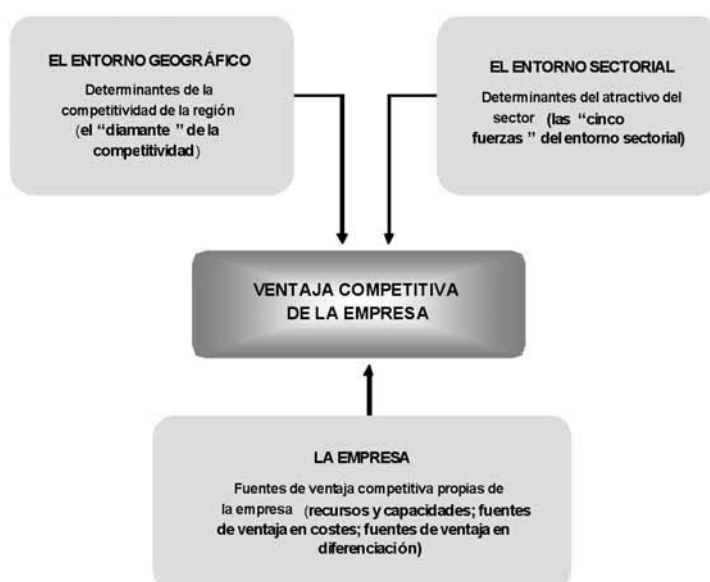 EL ENTORNO GEOGRÁFICO
Determinantes de la
competitividad de la región
(el “diamante” de la
competitividad)
EL ENTORNO SECTORIAL
Determinantes del atractivo del
sector (las “cinco
fuerzas” del entorno sectorial)
VENTAJA COMPETITIVA
DE LA EMPRESA
LA EMPRESA
Fuentes de ventaja competitiva propias de
la empresa (recursos y capacidades; fuentes
de ventaja en costes; fuentes de ventaja en
diferenciación)